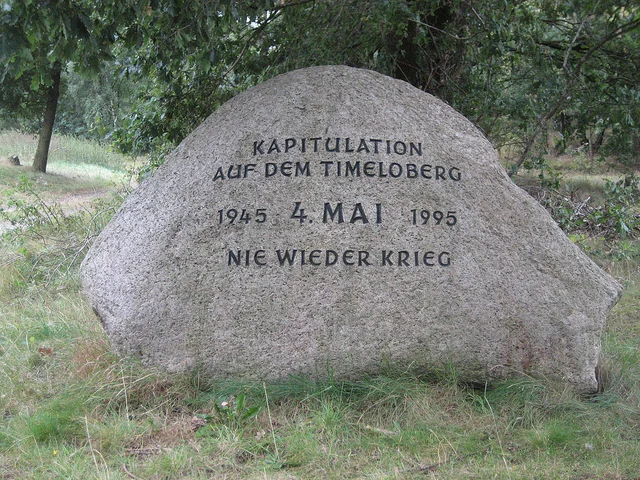 KAPITULATION
AUF DEM TIMELOBERG
1945 4. MAI 1995
NIE WIEDER KRIEG